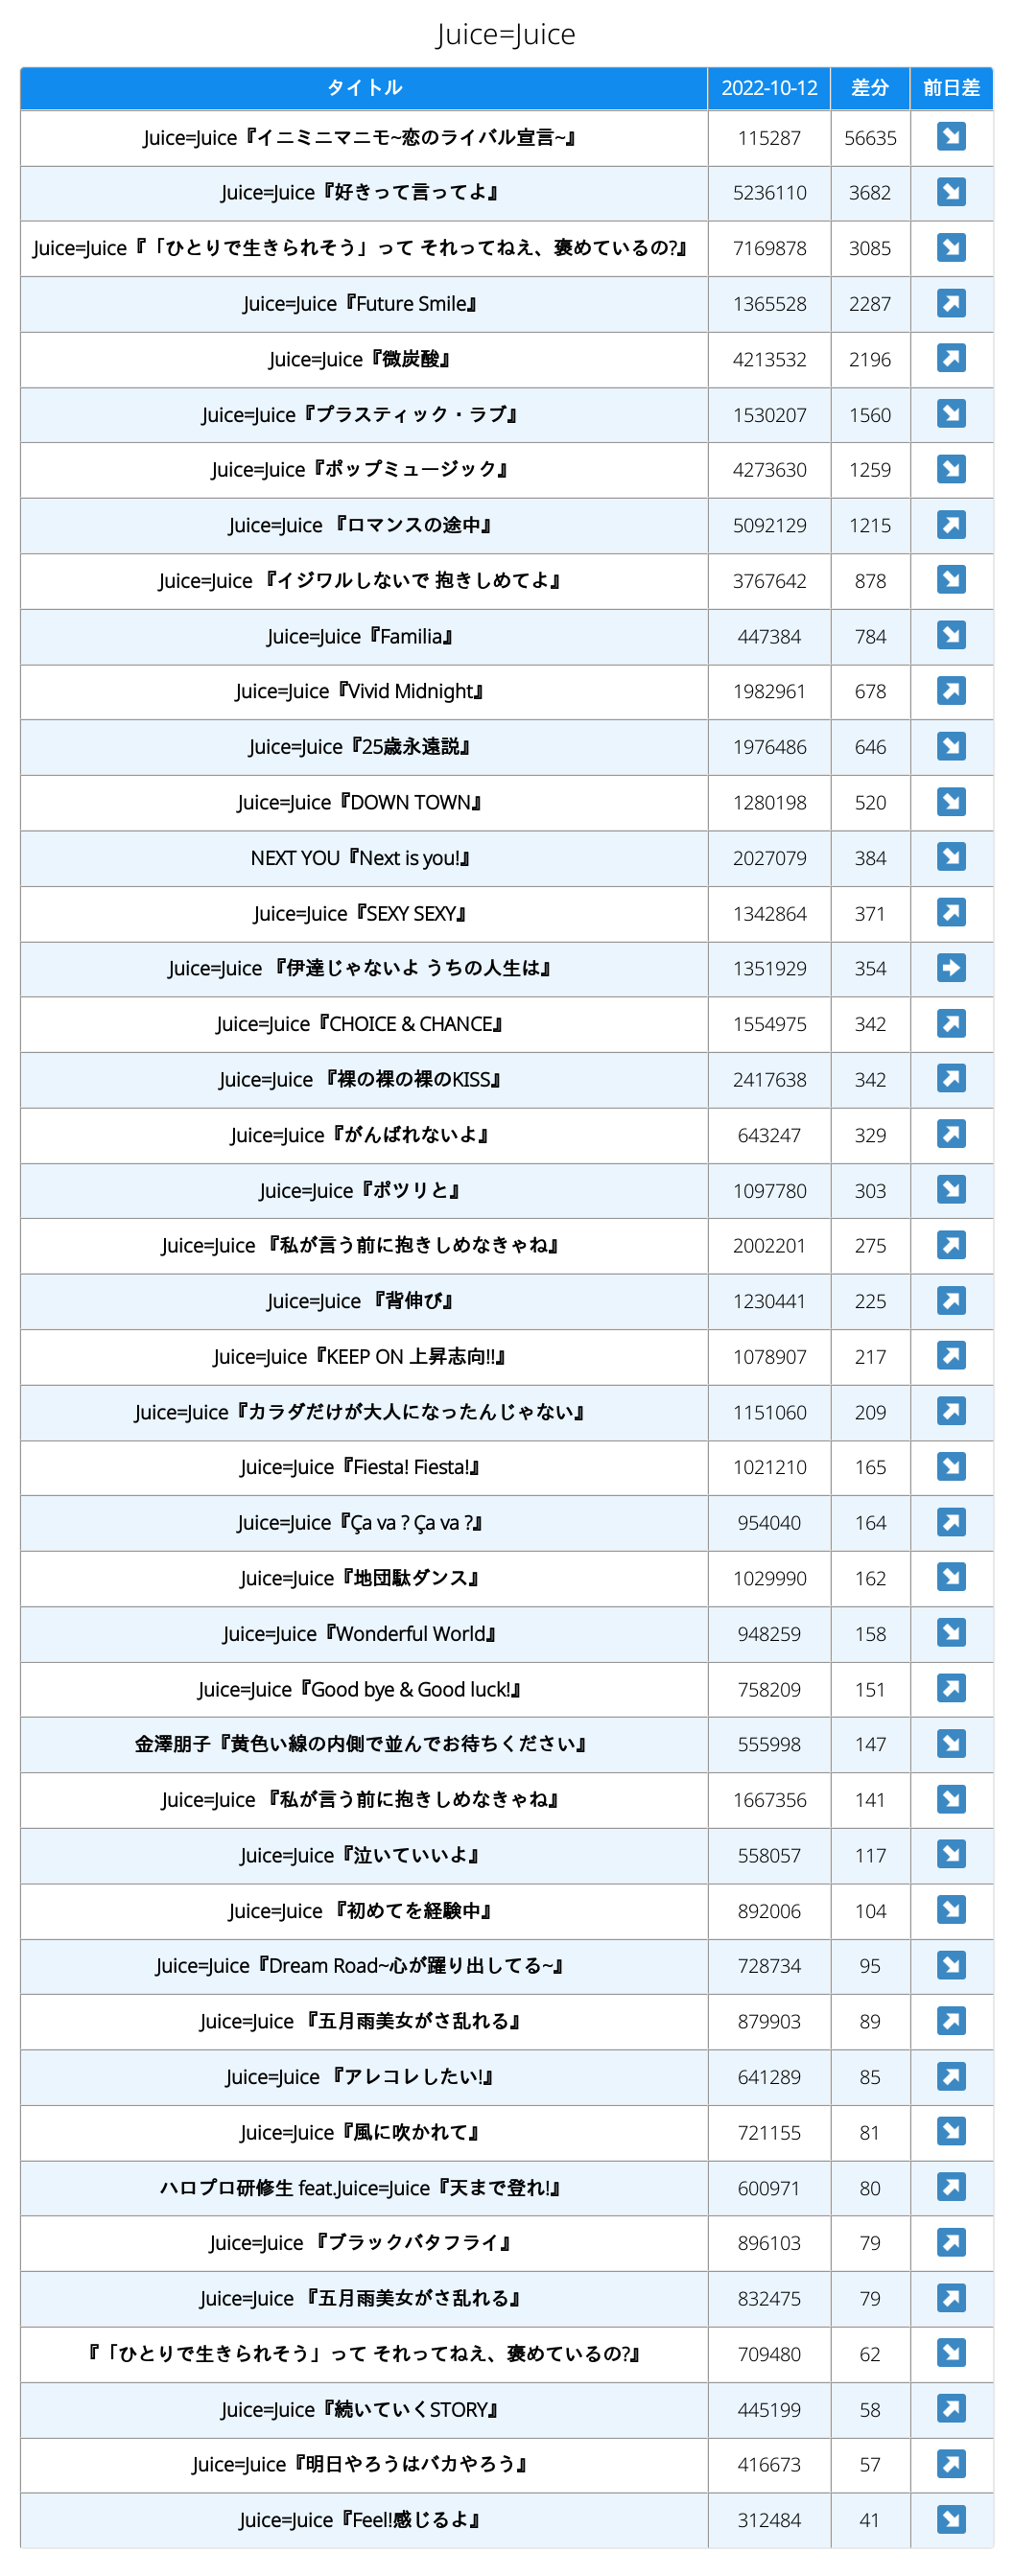 Juice=Juice
タイトル 2022-10-12 差分 前日差
Juice=Juice『イニミニマニモ~恋のライバル宣言~』 115287 56635 ↘
Juice=Juice『好きって言ってよ』 5236110 3682 ↘
Juice=Juice『「ひとりで生きられそう」って それってねえ、褒めているの?』 7169878 3085 ↘
Juice=Juice『Future Smile』 1365528 2287 ↗
Juice=Juice『微炭酸』 4213532 2196 ↗
Juice=Juice『プラスティック・ラブ』 1530207 1560 ↘
Juice=Juice『ポップミュージック』 4273630 1259 ↘
Juice=Juice 『ロマンスの途中』 5092129 1215 ↗
Juice=Juice 『イジワルしないで 抱きしめてよ』 3767642 878 ↘
Juice=Juice『Familia』 447384 784 ↘
Juice=Juice『Vivid Midnight』 1982961 678 ↗
Juice=Juice『25歳永遠説』 1976486 646 ↘
Juice=Juice『DOWN TOWN』 1280198 520 ↘
NEXT YOU『Next is you!』 2027079 384 ↘
Juice=Juice『SEXY SEXY』 1342864 371 ↗
Juice=Juice 『伊達じゃないよ うちの人生は』 1351929 354 →
Juice=Juice『CHOICE & CHANCE』 1554975 342 ↗
Juice=Juice 『裸の裸の裸のKISS』 2417638 342 ↗
Juice=Juice『がんばれないよ』 643247 329 ↗
Juice=Juice『ポツリと』 1097780 303 ↘
Juice=Juice 『私が言う前に抱きしめなきゃね』 2002201 275 ↗
Juice=Juice 『背伸び』 1230441 225 ↗
Juice=Juice『KEEP ON 上昇志向!!』 1078907 217 ↗
Juice=Juice『カラダだけが大人になったんじゃない』 1151060 209 ↗
Juice=Juice『Fiesta! Fiesta!』 1021210 165 ↘
Juice=Juice『Ça va ? Ça va ?』 954040 164 ↗
Juice=Juice『地団駄ダンス』 1029990 162 ↘
Juice=Juice『Wonderful World』 948259 158 ↘
Juice=Juice『Good bye & Good luck!』 758209 151 ↗
金澤朋子『黄色い線の内側で並んでお待ちください』 555998 147 ↘
Juice=Juice 『私が言う前に抱きしめなきゃね』 1667356 141 ↘
Juice=Juice『泣いていいよ』 558057 117 ↘
Juice=Juice 『初めてを経験中』 892006 104 ↘
Juice=Juice『Dream Road~心が躍り出してる~』 728734 95 ↘
Juice=Juice 『五月雨美女がさ乱れる』 879903 89 ↗
Juice=Juice 『アレコレしたい!』 641289 85 ↗
Juice=Juice『風に吹かれて』 721155 81 ↘
ハロプロ研修生 feat.Juice=Juice『天まで登れ!』 600971 80 ↗
Juice=Juice 『ブラックバタフライ』 896103 79 ↗
Juice=Juice 『五月雨美女がさ乱れる』 832475 79 ↗
『「ひとりで生きられそう」って それってねえ、褒めているの?』 709480 62 ↘
Juice=Juice『続いていくSTORY』 445199 58 ↗
Juice=Juice『明日やろうはバカやろう』 416673 57 ↗
Juice=Juice『Feel!感じるよ』 312484 41 ↘